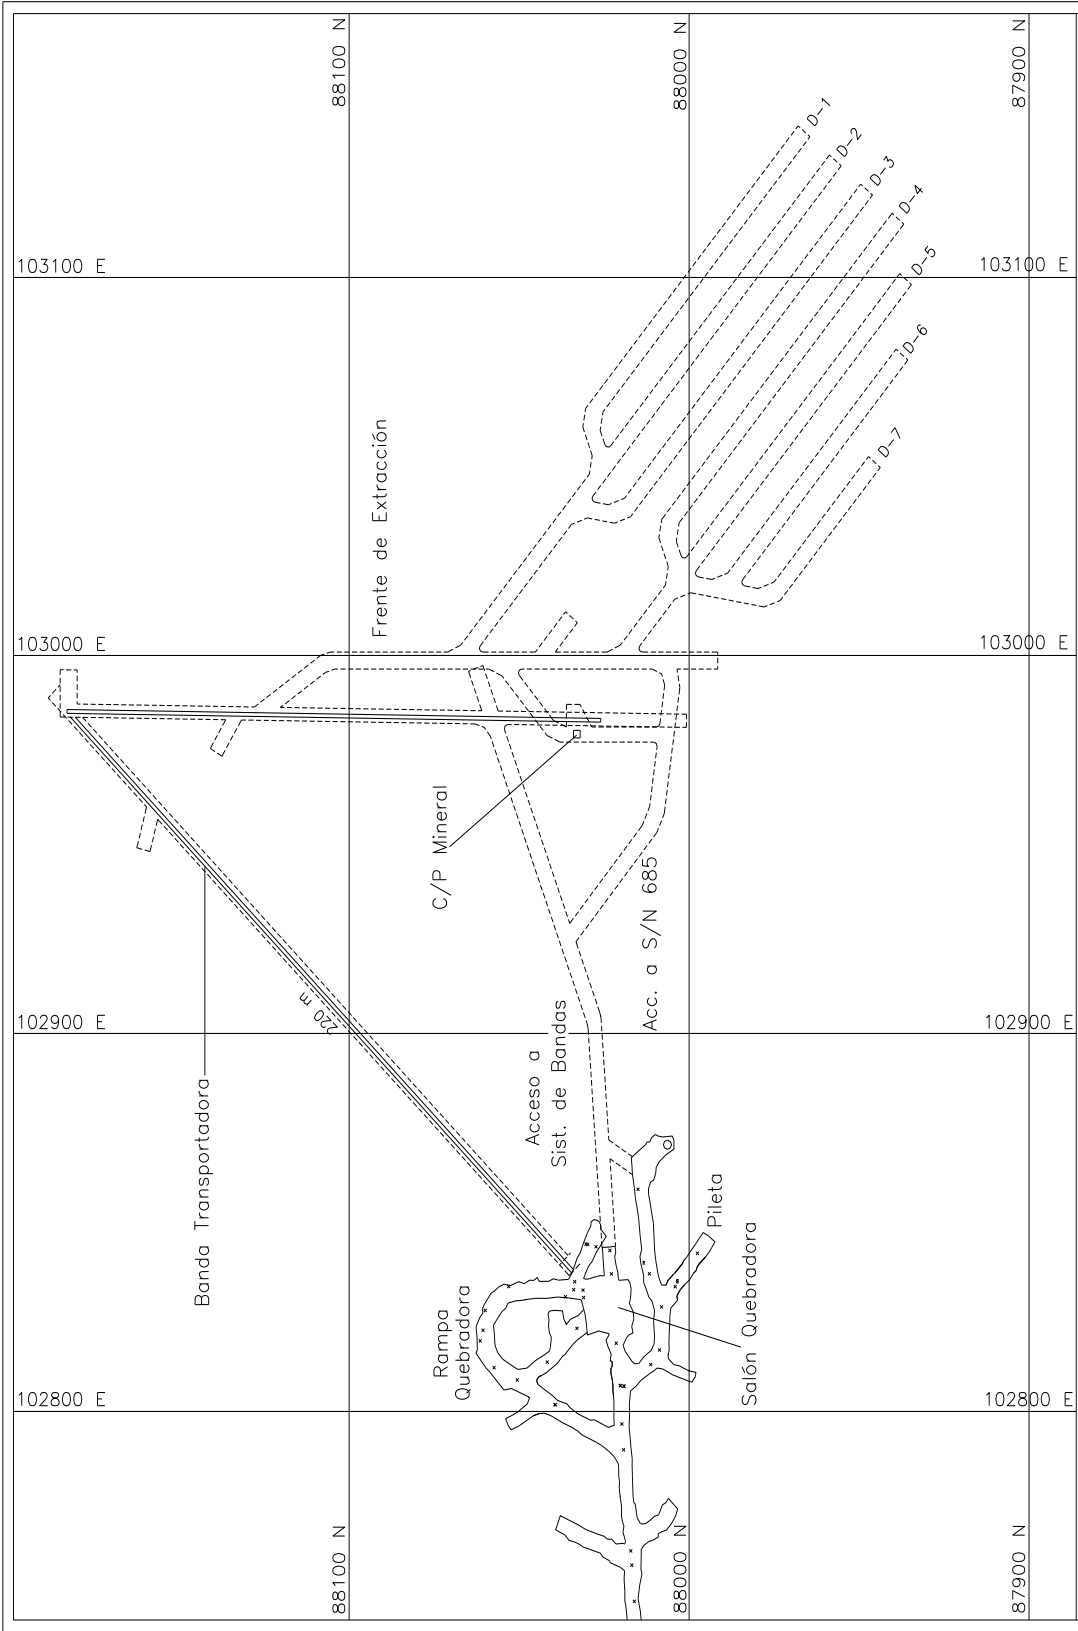 88100 N
88000 N
87900 N
D-1
D-2
D-3
D-4
D-5
D-6
D-7
103100 E
103100 E
Frente de Extracción
103000 E
103000 E
C/P Mineral
Acc. a S/N 685
220 m
102900 E
102900 E
Banda Transportadora
Acceso a
Sist. de Bandas
Pileta
Rampa
Quebradora
Salón Quebradora
102800 E
102800 E
88100 N
88000 N
87900 N